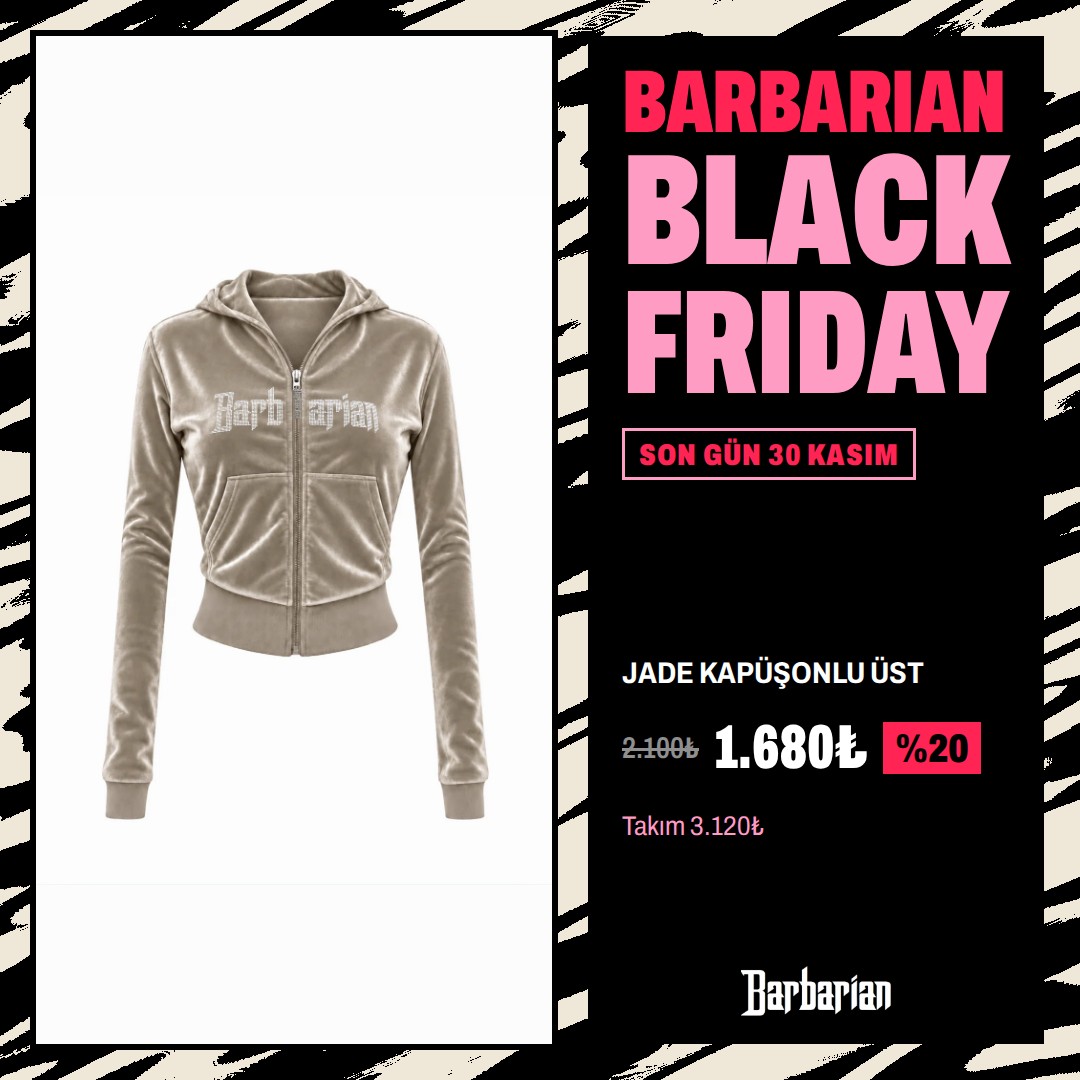 Barbarian
BARBARIAN
BLACK
FRIDAY
SON GÜN 30 KASIM
JADE KAPÜŞONLU ÜST
2.100₺ 1.680₺ %20
Takım 3.120₺
Barbarian